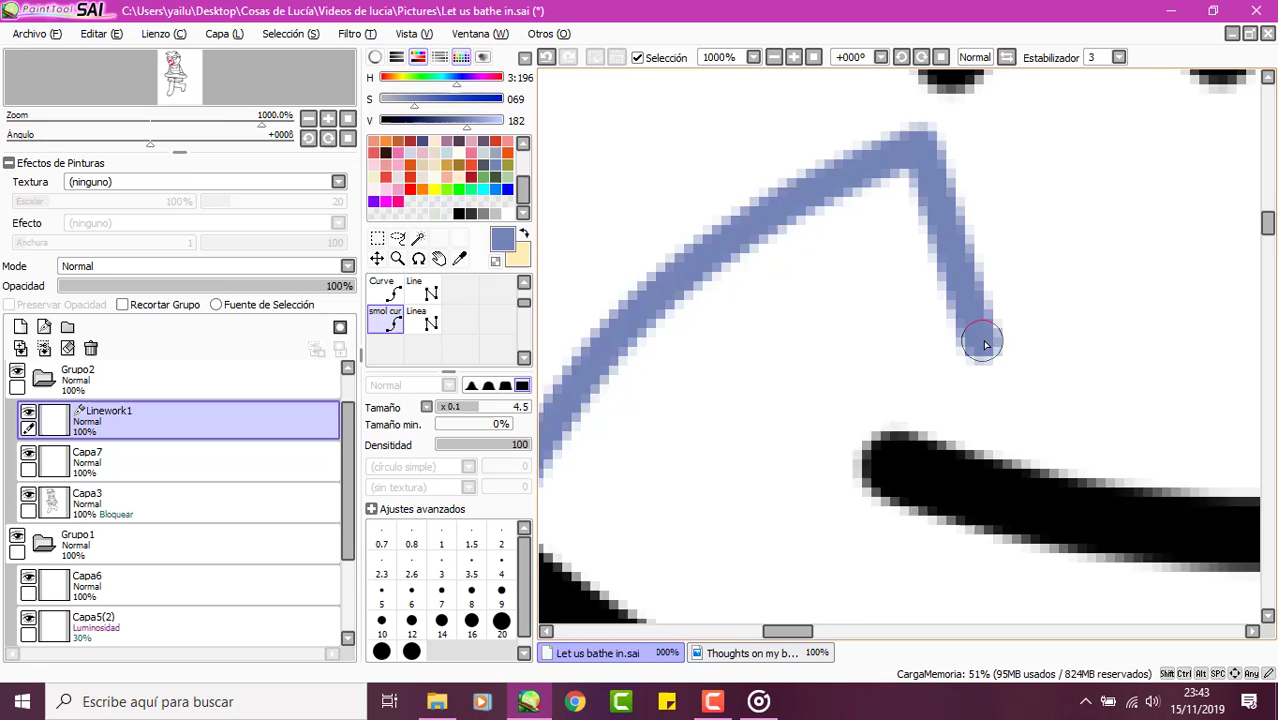 PaintTool SAI C:\Users\yailu\Desktop\Cosas de Lucía\Videos de lucia\Pictures\Let us bathe in.sai (*)
Archivo (F) Editar (E) Lienzo (C) Capa (L) Selección (S) Filtro (T) Vista (V) Ventana (W) Otros (O)
Selección 1000% +000º Normal Estabilizador 3
Zoom 1000.0%
Ángulo +000ß
Efectos de Pinturas
Textura (ninguno)
Escalar 100% 20
Efecto (ninguno)
Anchura 1 100
Mode Normal
Opacidad 100%
Preservar Opacidad Recortar Grupo Fuente de Selección
Grupo2
Normal
100%
Linework1
Normal
100%
Capa7
Normal
100%
Capa3
Normal
100% Bloquear
Grupo1
Normal
100%
Capa6
Normal
100%
Capa5(2)
Luminosidad
30%
H 3:196
S 069
V 182
Curve Line
smol cur Linea
Normal
Tamaño x 0.1 4.5
Tamaño min. 0%
Densitidad 100
(círculo simple) 0
(sin textura) 0
Ajustes avanzados
0.7 0.8 1 1.5 2
2.3 2.6 3 3.5 4
5 6 7 8 9
10 12 14 16 20
Let us bathe in.sai 000% Thoughts on my b... 100%
CargaMemoria: 51% (95MB usados / 824MB reservados) Shift Ctrl Alt SPC Any
Escribe aquí para buscar
23:43
15/11/2019